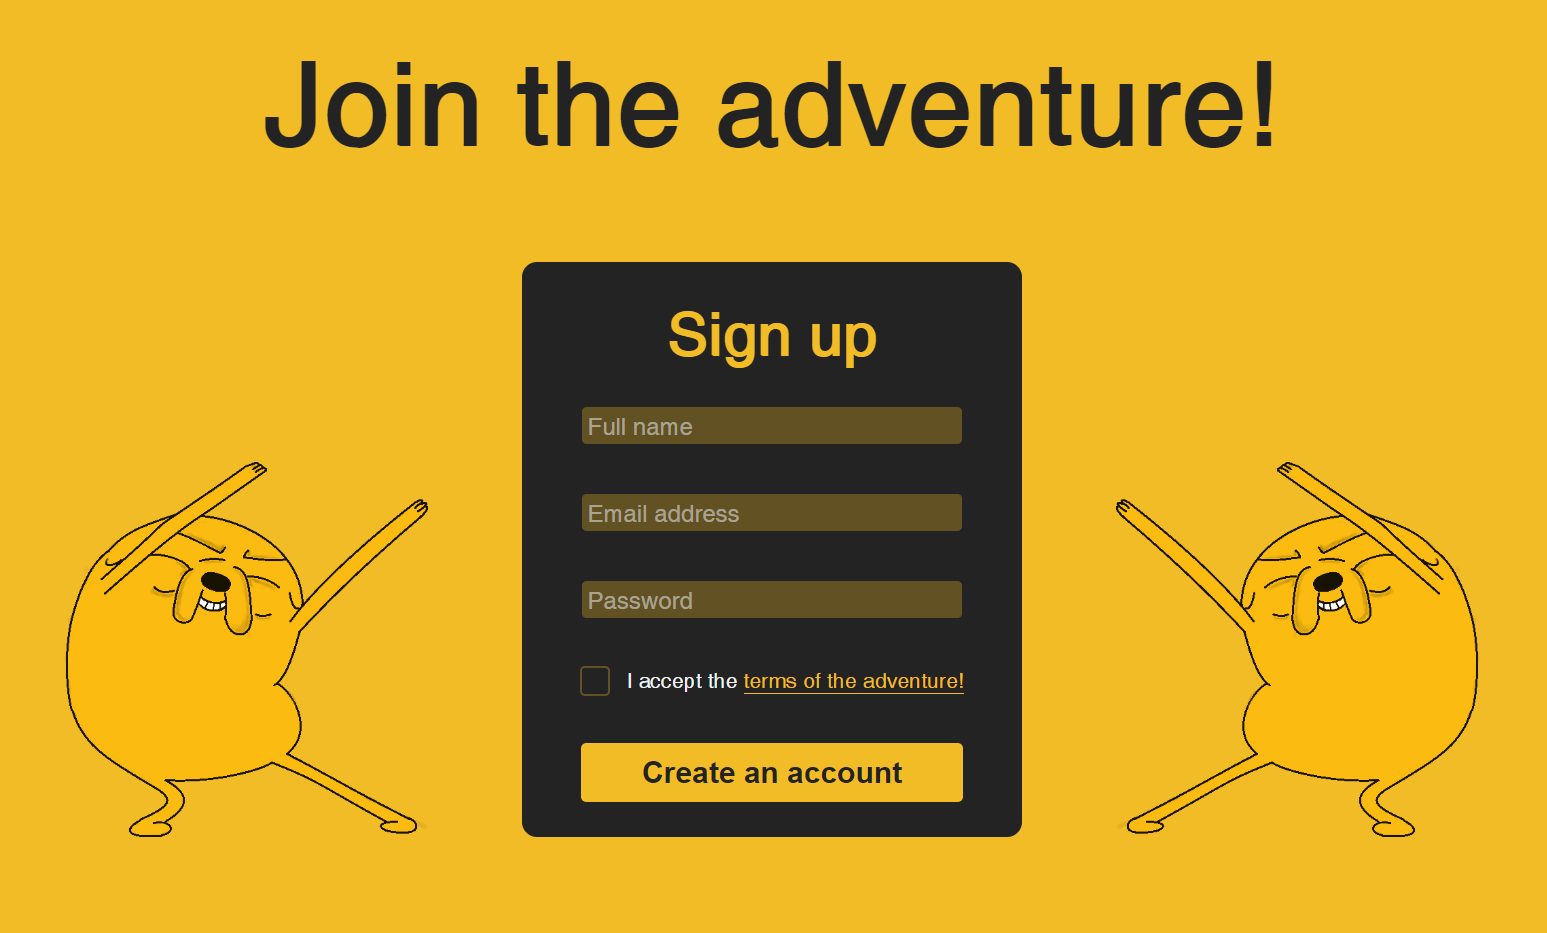 Join the adventure!
Sign up
Full name
Email address
Password
I accept the terms of the adventure!
Create an account